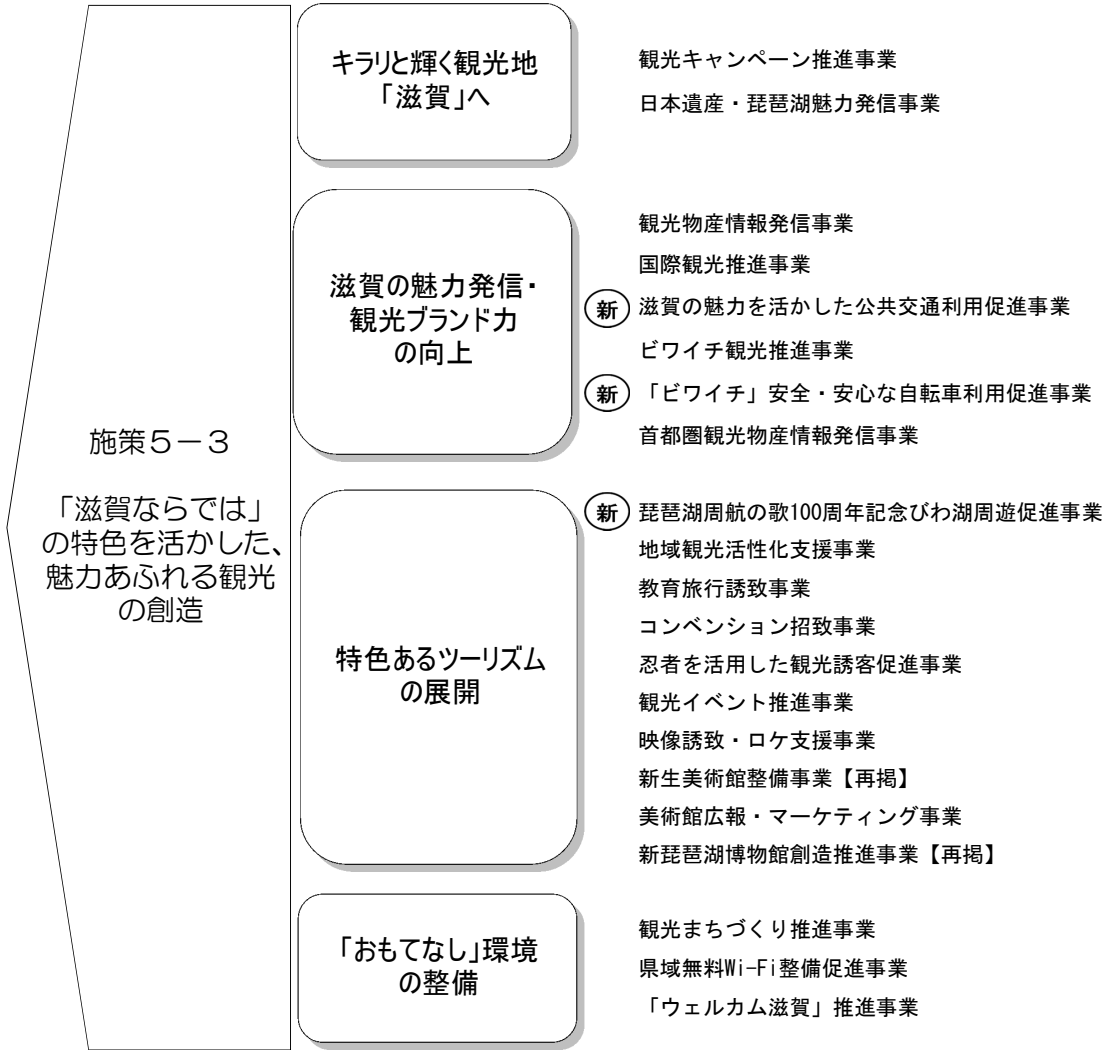 施策5－3
「滋賀ならでは」
の特色を活かした、
魅力あふれる観光
の創造
キラリと輝く観光地
「滋賀」へ
観光キャンペーン推進事業
日本遺産・琵琶湖魅力発信事業
滋賀の魅力発信・
観光ブランド力
の向上
観光物産情報発信事業
国際観光推進事業
新 滋賀の魅力を活かした公共交通利用促進事業
ビワイチ観光推進事業
新 「ビワイチ」安全・安心な自転車利用促進事業
首都圏観光物産情報発信事業
特色あるツーリズム
の展開
新 琵琶湖周航の歌100周年記念びわ湖周遊促進事業
地域観光活性化支援事業
教育旅行誘致事業
コンベンション招致事業
忍者を活用した観光誘客促進事業
観光イベント推進事業
映像誘致・ロケ支援事業
新生美術館整備事業【再掲】
美術館広報・マーケティング事業
新琵琶湖博物館創造推進事業【再掲】
「おもてなし」環境
の整備
観光まちづくり推進事業
県域無料Wi-Fi整備促進事業
「ウェルカム滋賀」推進事業